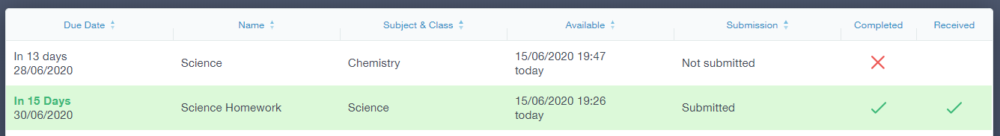 Due Date Name Subject & Class Available Submission Completed Received
In 13 days
28/06/2020 Science Chemistry 15/06/2020 19:47
today Not submitted
In 15 Days
30/06/2020 Science Homework Science 15/06/2020 19:26
today Submitted